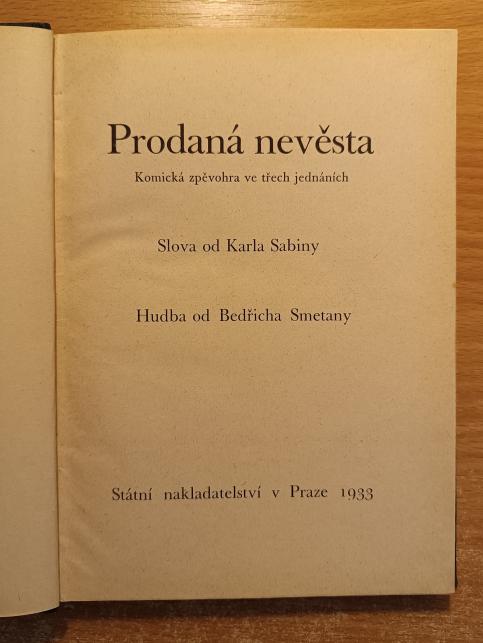 Prodaná nevěsta
Komická zpěvohra ve třech jednáních
Slova od Karla Sabiny
Hudba od Bedřicha Smetany
Státní nakladatelství v Praze 1933